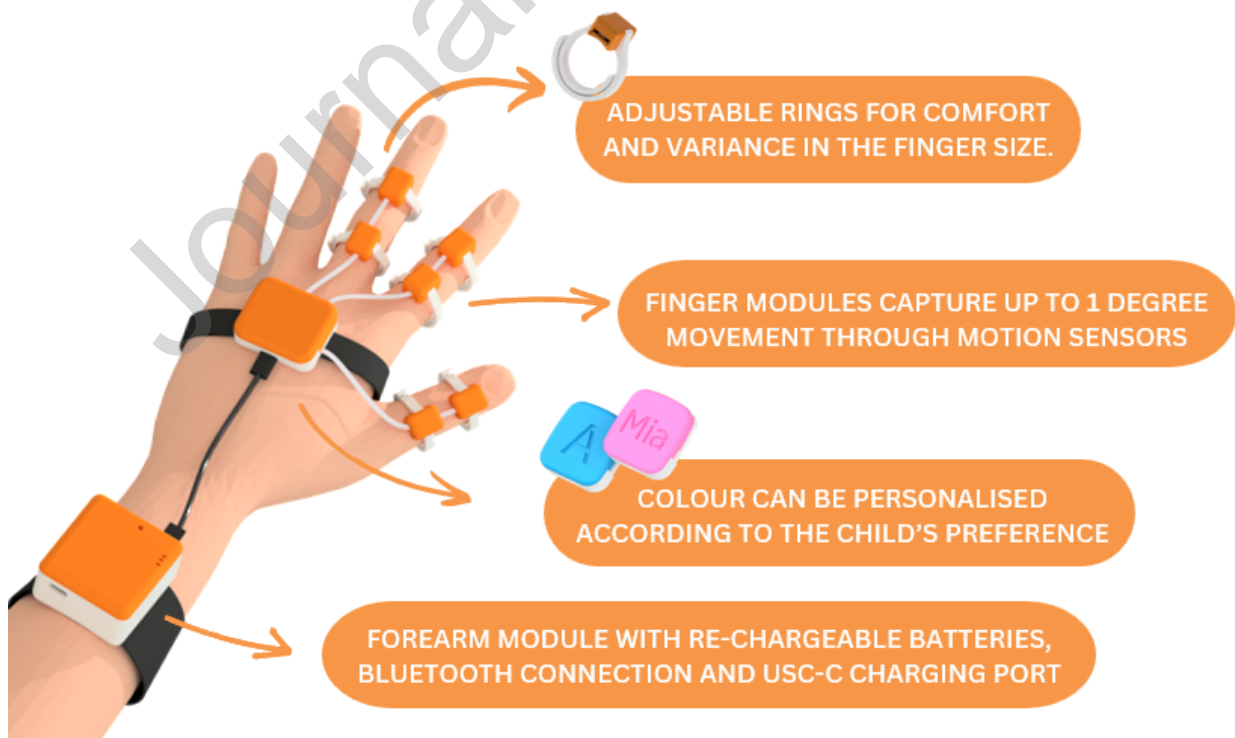 Journal
ADJUSTABLE RINGS FOR COMFORT
AND VARIANCE IN THE FINGER SIZE.
FINGER MODULES CAPTURE UP TO 1 DEGREE
MOVEMENT THROUGH MOTION SENSORS
A
Mia
COLOUR CAN BE PERSONALISED
ACCORDING TO THE CHILD’S PREFERENCE
FOREARM MODULE WITH RE-CHARGEABLE BATTERIES,
BLUETOOTH CONNECTION AND USC-C CHARGING PORT